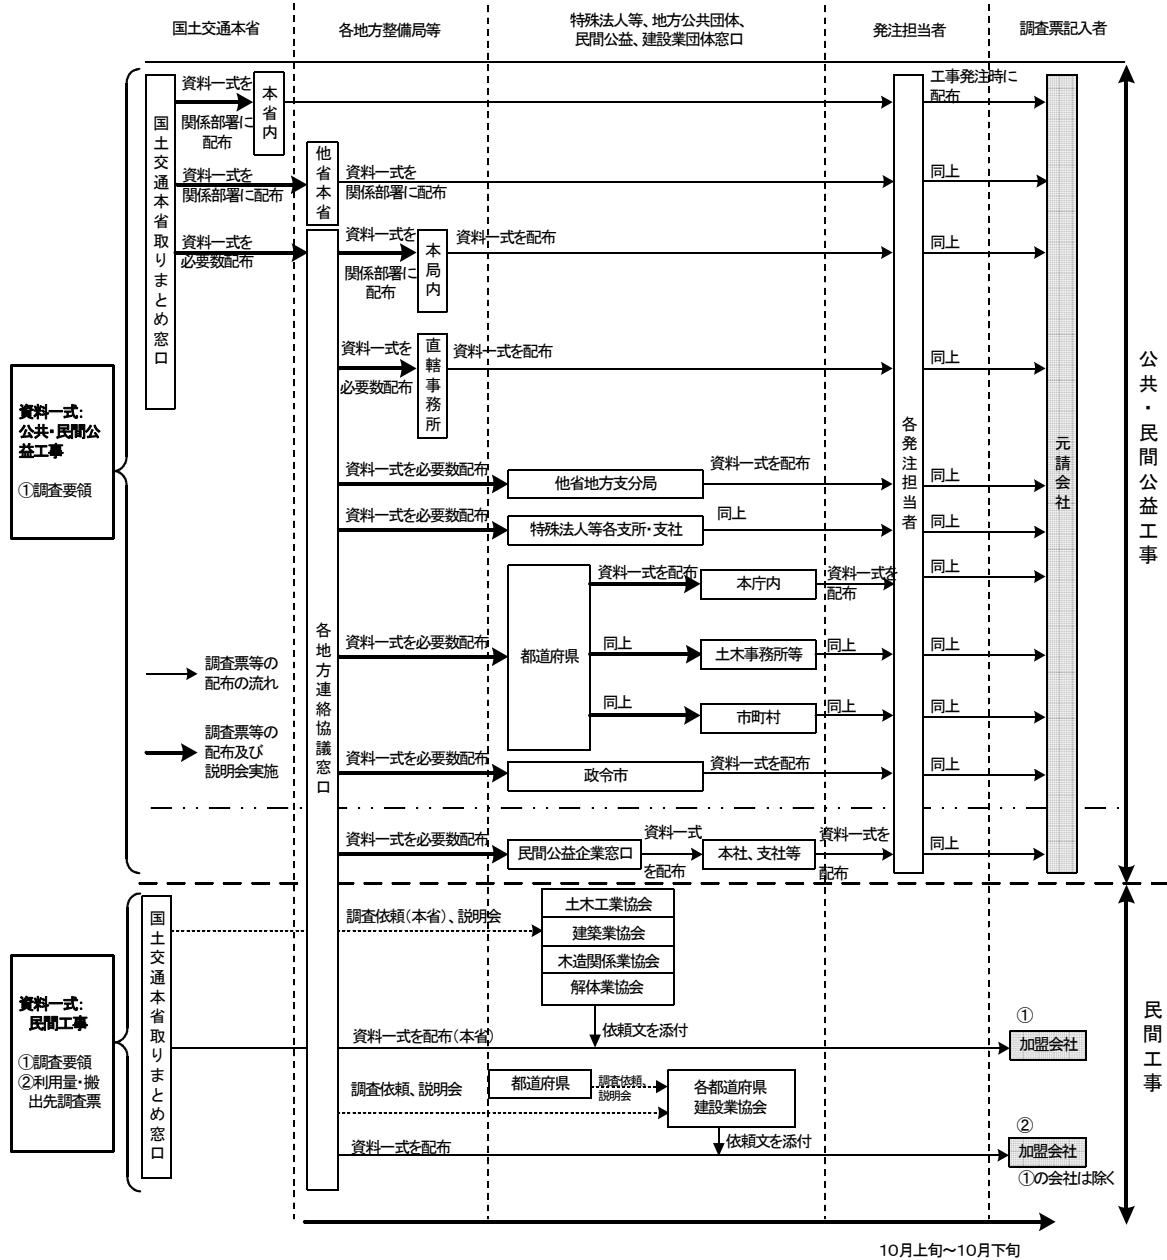 国土交通本省
各地方整備局等
特殊法人等、地方公共団体、
民間公益、建設業団体窓口
発注担当者
調査票記入者
資料一式:
公共・民間公
益工事
①調査要領
国土交通本省取りまとめ窓口
資料一式を
関係部署に
配布
本省内
工事発注時に
配布
資料一式を
関係部署に配布
他省本省
資料一式を
関係部署に配布
同上
資料一式を
必要数配布
資料一式を
関係部署に
配布
本局内
資料一式を配布
同上
資料一式を
必要数配布
直轄事務所
資料一式を配布
同上
各地方連絡協議窓口
各発注担当者
元請会社
公共・民間公益工事
資料一式を必要数配布
他省地方支分局
資料一式を配布
同上
資料一式を必要数配布
特殊法人等各支所・支社
同上
同上
資料一式を必要数配布
都道府県
資料一式を配布
本庁内
資料一式を
配布
同上
同上
土木事務所等
同上
同上
同上
市町村
同上
同上
資料一式を必要数配布
政令市
資料一式を配布
同上
調査票等の
配布の流れ
調査票等の
配布及び
説明会実施
資料一式を必要数配布
民間公益企業窓口
資料一式
を配布
本社、支社等
資料一式を
配布
同上
資料一式:
民間工事
①調査要領
②利用量・搬
出先調査票
国土交通本省取りまとめ窓口
調査依頼(本省)、説明会
土木工業協会
建築業協会
木造関係業協会
解体業協会
依頼文を添付
資料一式を配布(本省)
①
加盟会社
民間工事
調査依頼、説明会
都道府県
調査依頼、
説明会
各都道府県
建設業協会
依頼文を添付
資料一式を配布
②
加盟会社
①の会社は除く
10月上旬~10月下旬